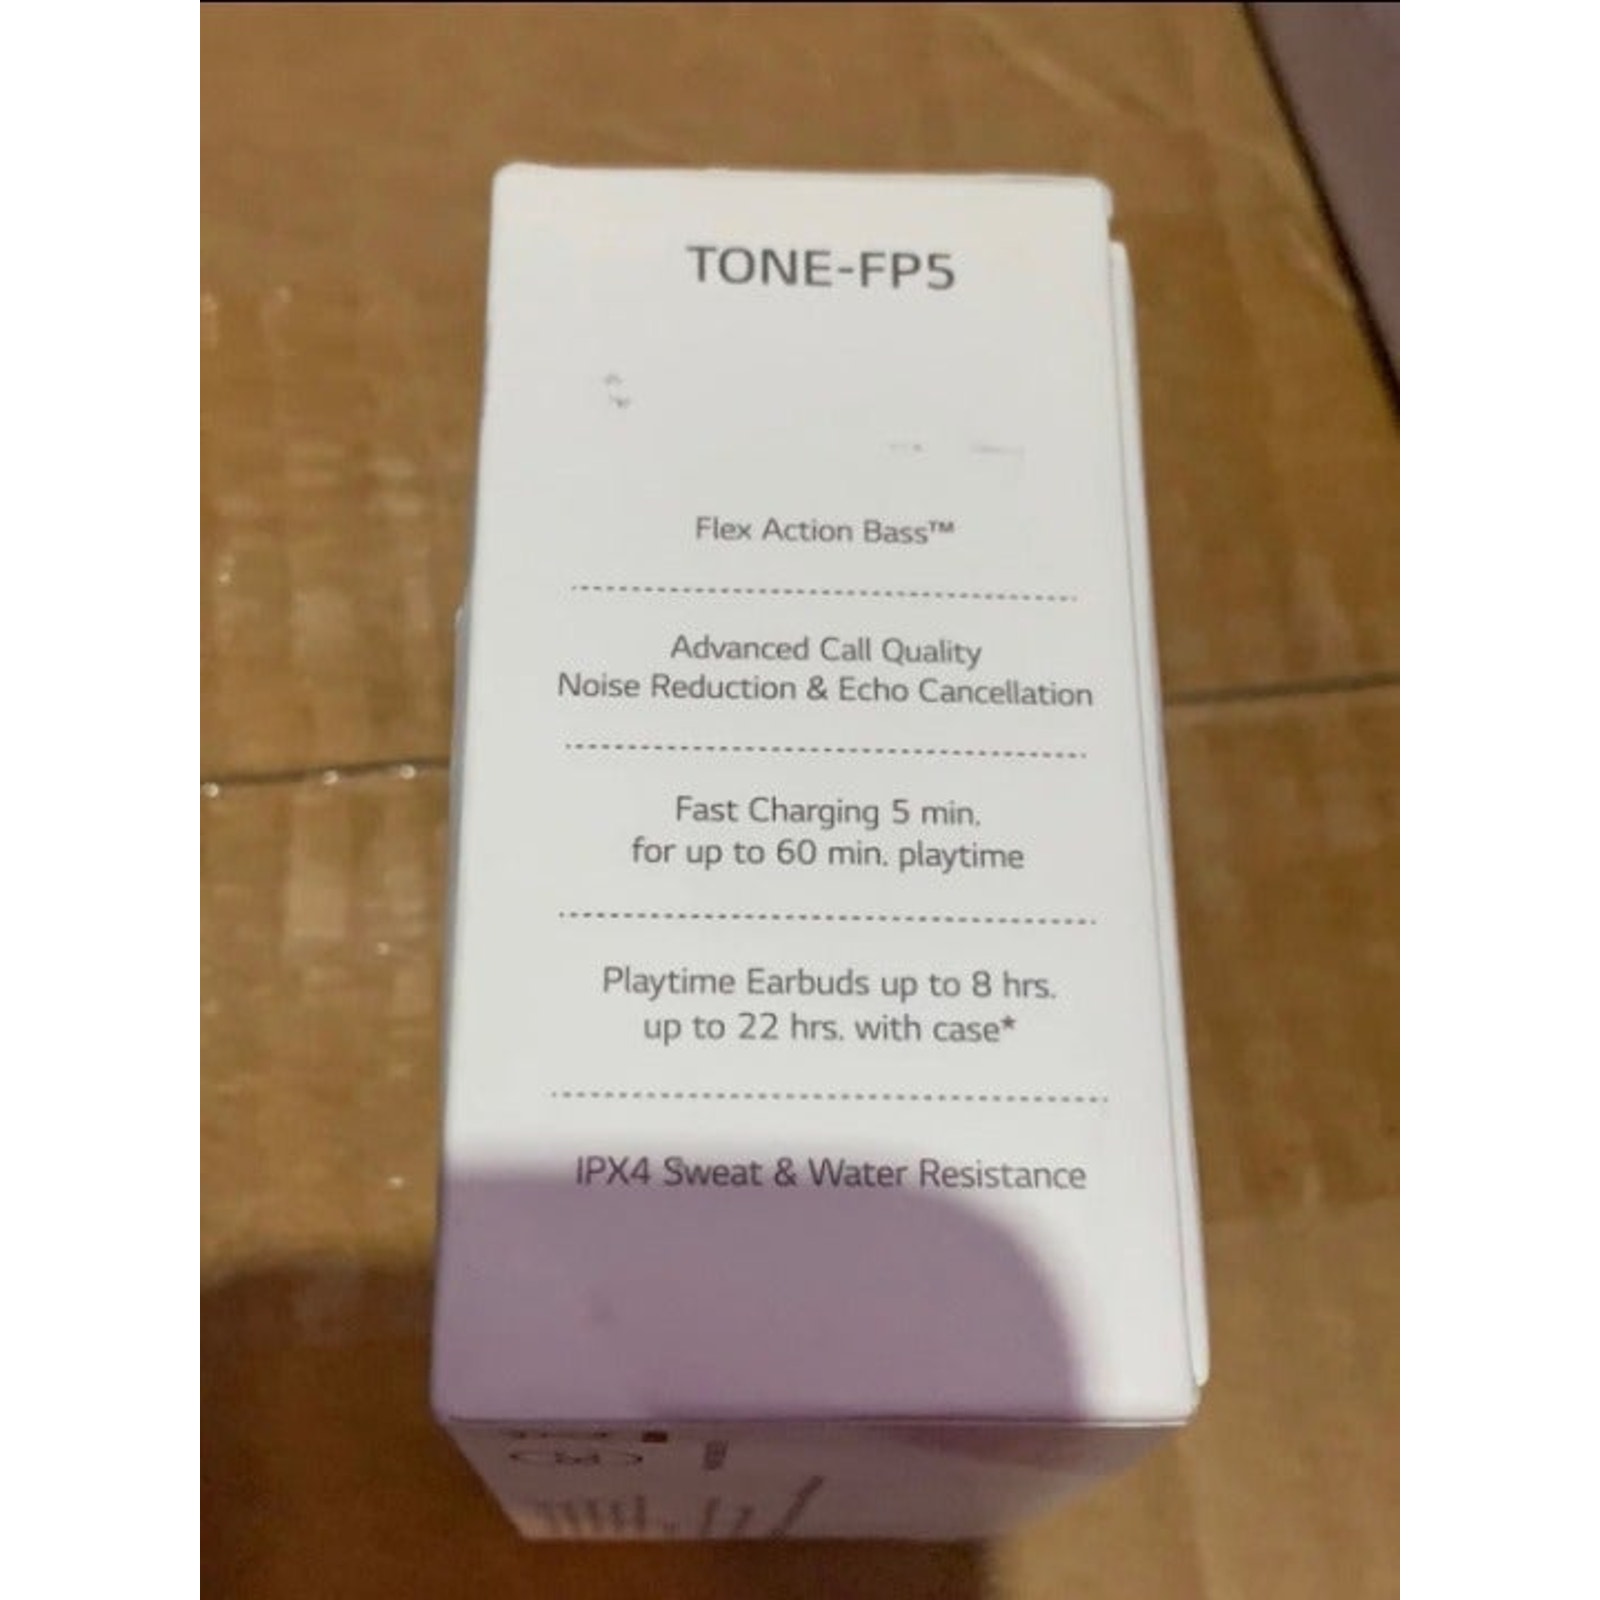 TONE-FP5
Flex Action Bass™
Advanced Call Quality
Noise Reduction & Echo Cancellation
Fast Charging 5 min.
for up to 60 min. playtime
Playtime Earbuds up to 8 hrs.
up to 22 hrs. with case*
IPX4 Sweat & Water Resistance